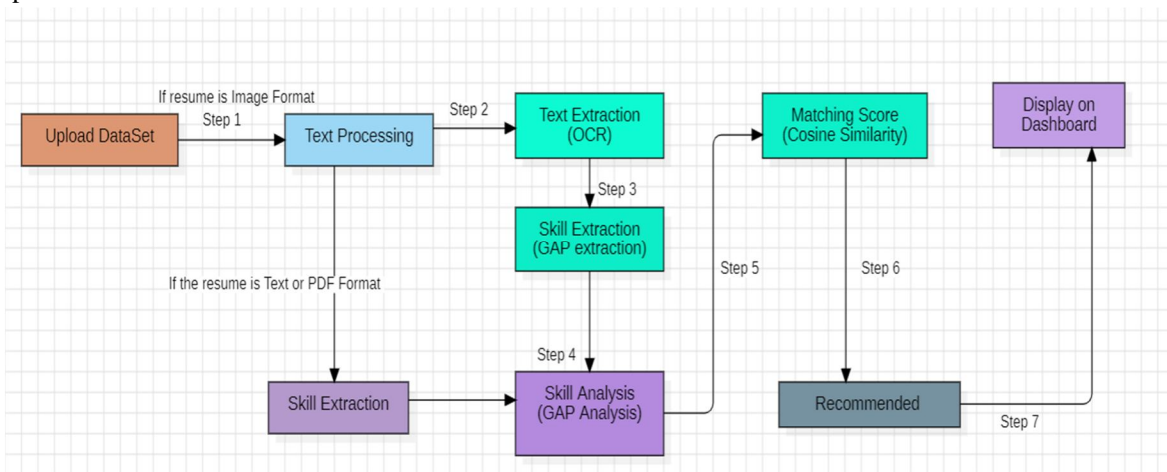 If resume is Image Format
Step 1
Upload DataSet
Text Processing
Step 2
Text Extraction
(OCR)
Step 3
Skill Extraction
(GAP extraction)
If the resume is Text or PDF Format
Skill Extraction
Step 4
Skill Analysis
(GAP Analysis)
Step 5
Matching Score
(Cosine Similarity)
Step 6
Recommended
Step 7
Display on
Dashboard